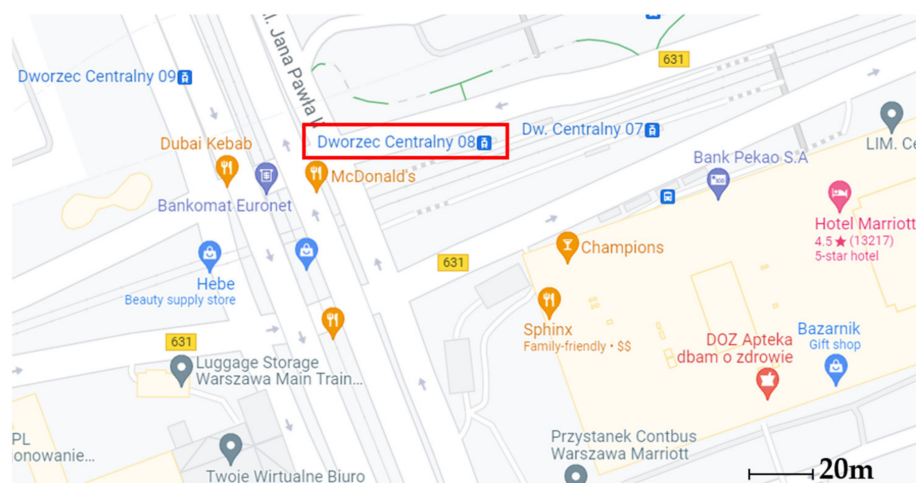 l. Jana Pawła I
631
Dworzec Centralny 09
Dworzec Centralny 08
Dw. Centralny 07
Dubai Kebab
McDonald's
Bank Pekao S.A
LIM. Ce
Bankomat Euronet
Hotel Marriott
4.5★ (13217)
5-star hotel
Champions
631
Hebe
Beauty supply store
Sphinx
Family-friendly • $$
DOZ Apteka
dbam o zdrowie
Bazarnik
Gift shop
631
Luggage Storage
Warszawa Main Train...
PL
onowanie...
Przystanek Contbus
Warszawa Marriott
Twoje Wirtualne Biuro
20m